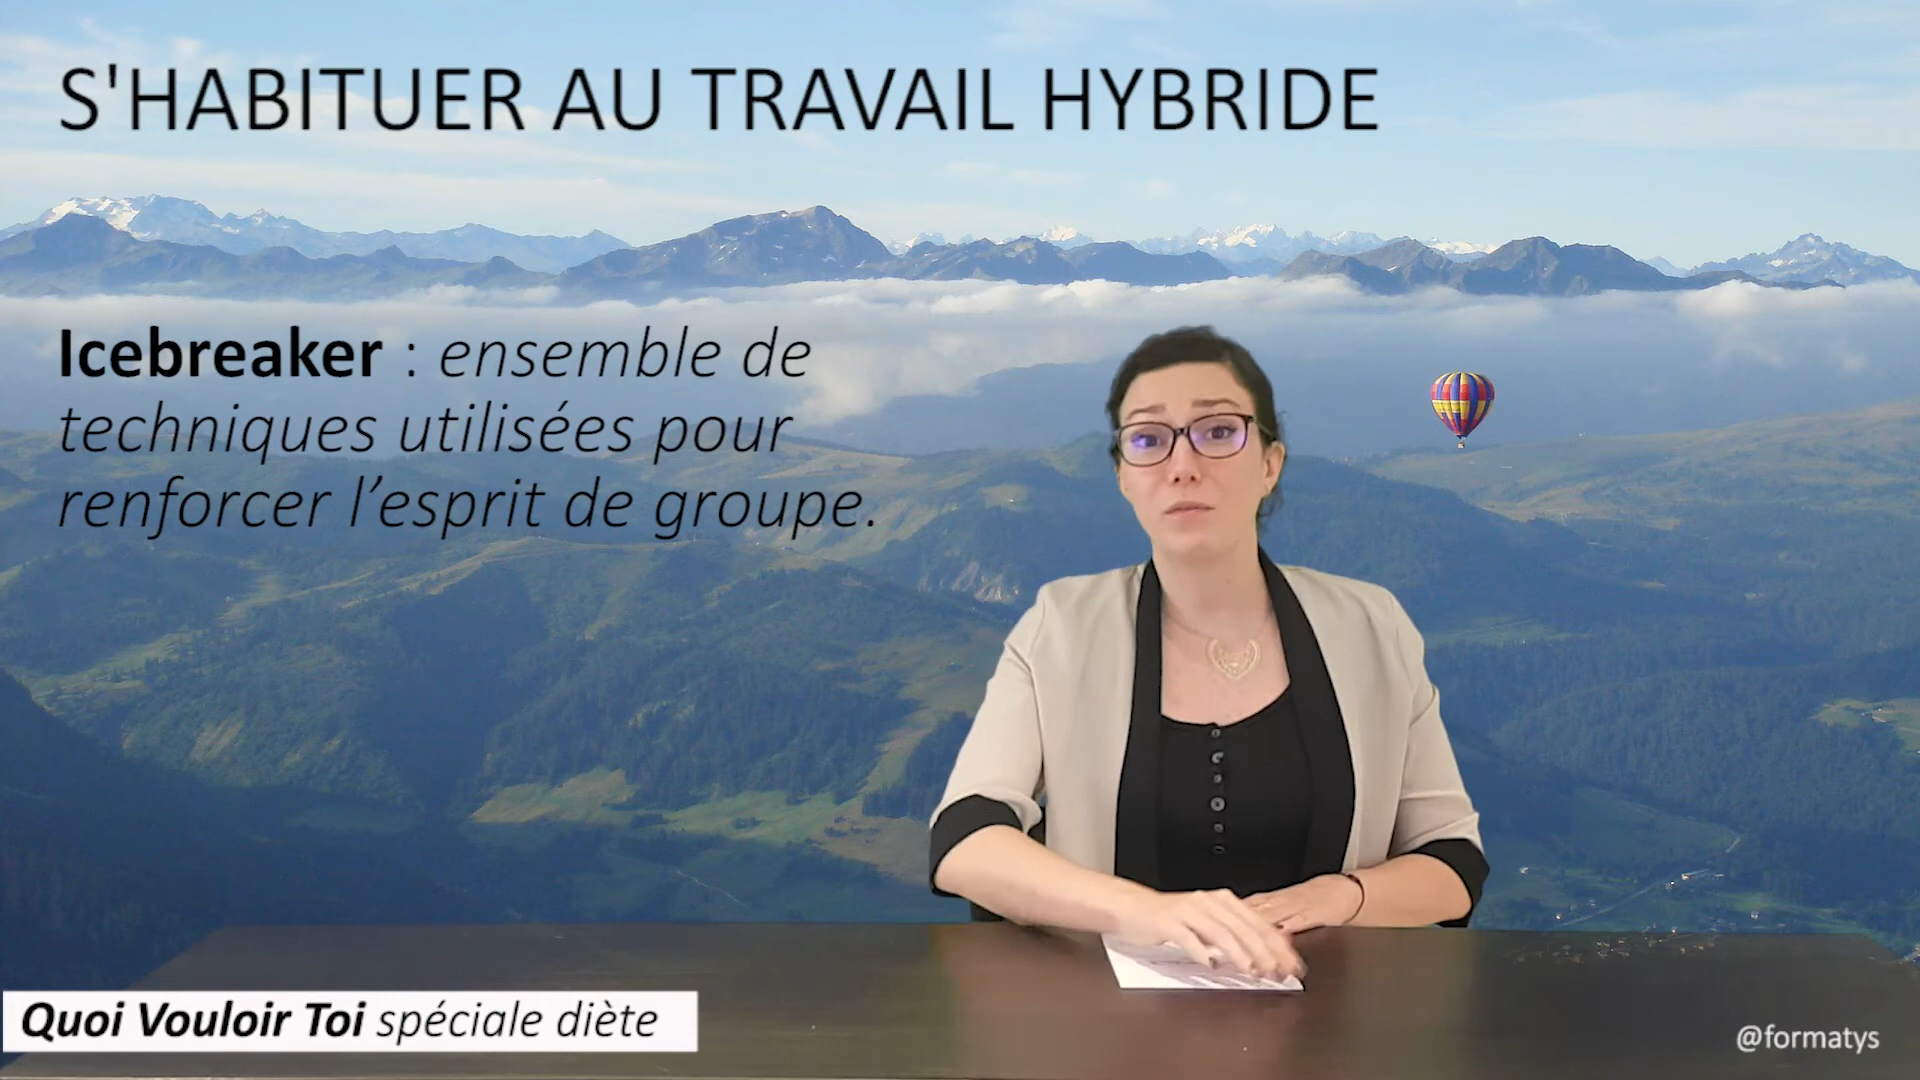 S'HABITUER AU TRAVAIL HYBRIDE
Icebreaker : ensemble de
techniques utilisées pour
renforcer l’esprit de groupe.
Quoi Vouloir Toi spéciale diète
@formatys